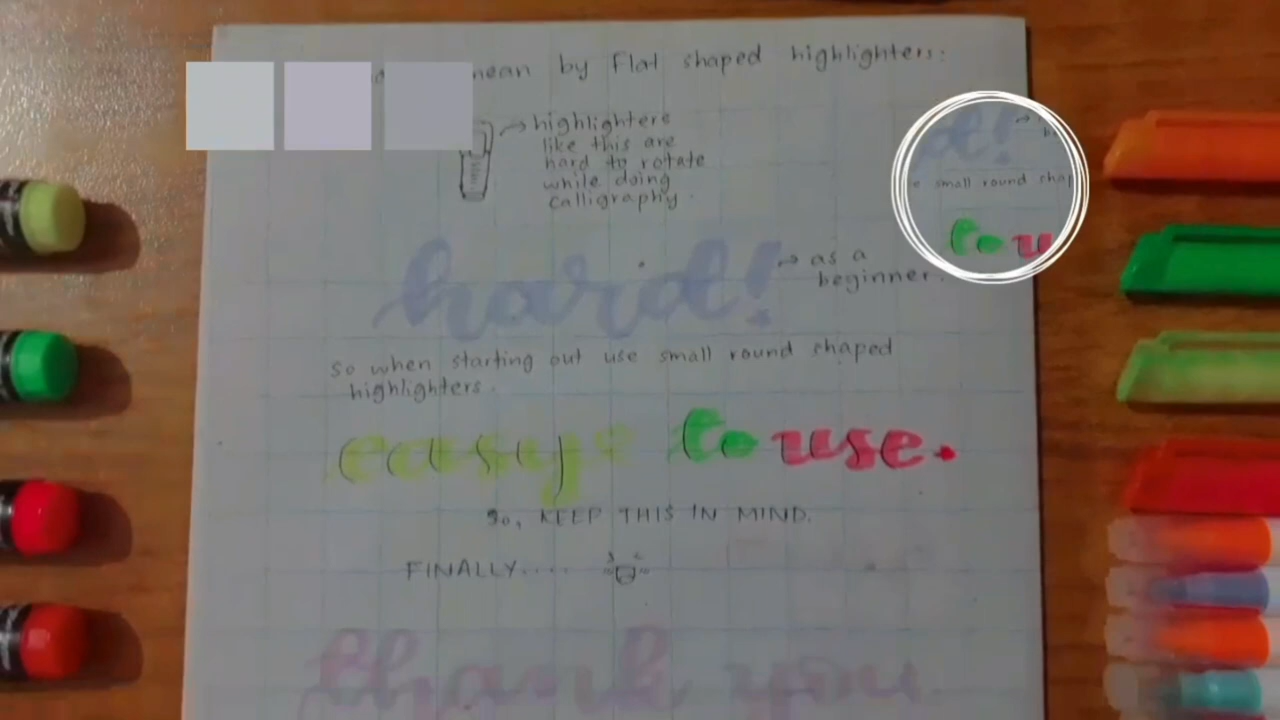 mean by Flat shaped highlighters:
highlighters
like this are
hard to rotate
while doing
calligraphy.
hard! → as a
beginner.
So when starting out use small round shaped
highlighters.
easy to use.
So, KEEP THIS IN MIND.
FINALLY.....
thank you
d!
small round shap
to u